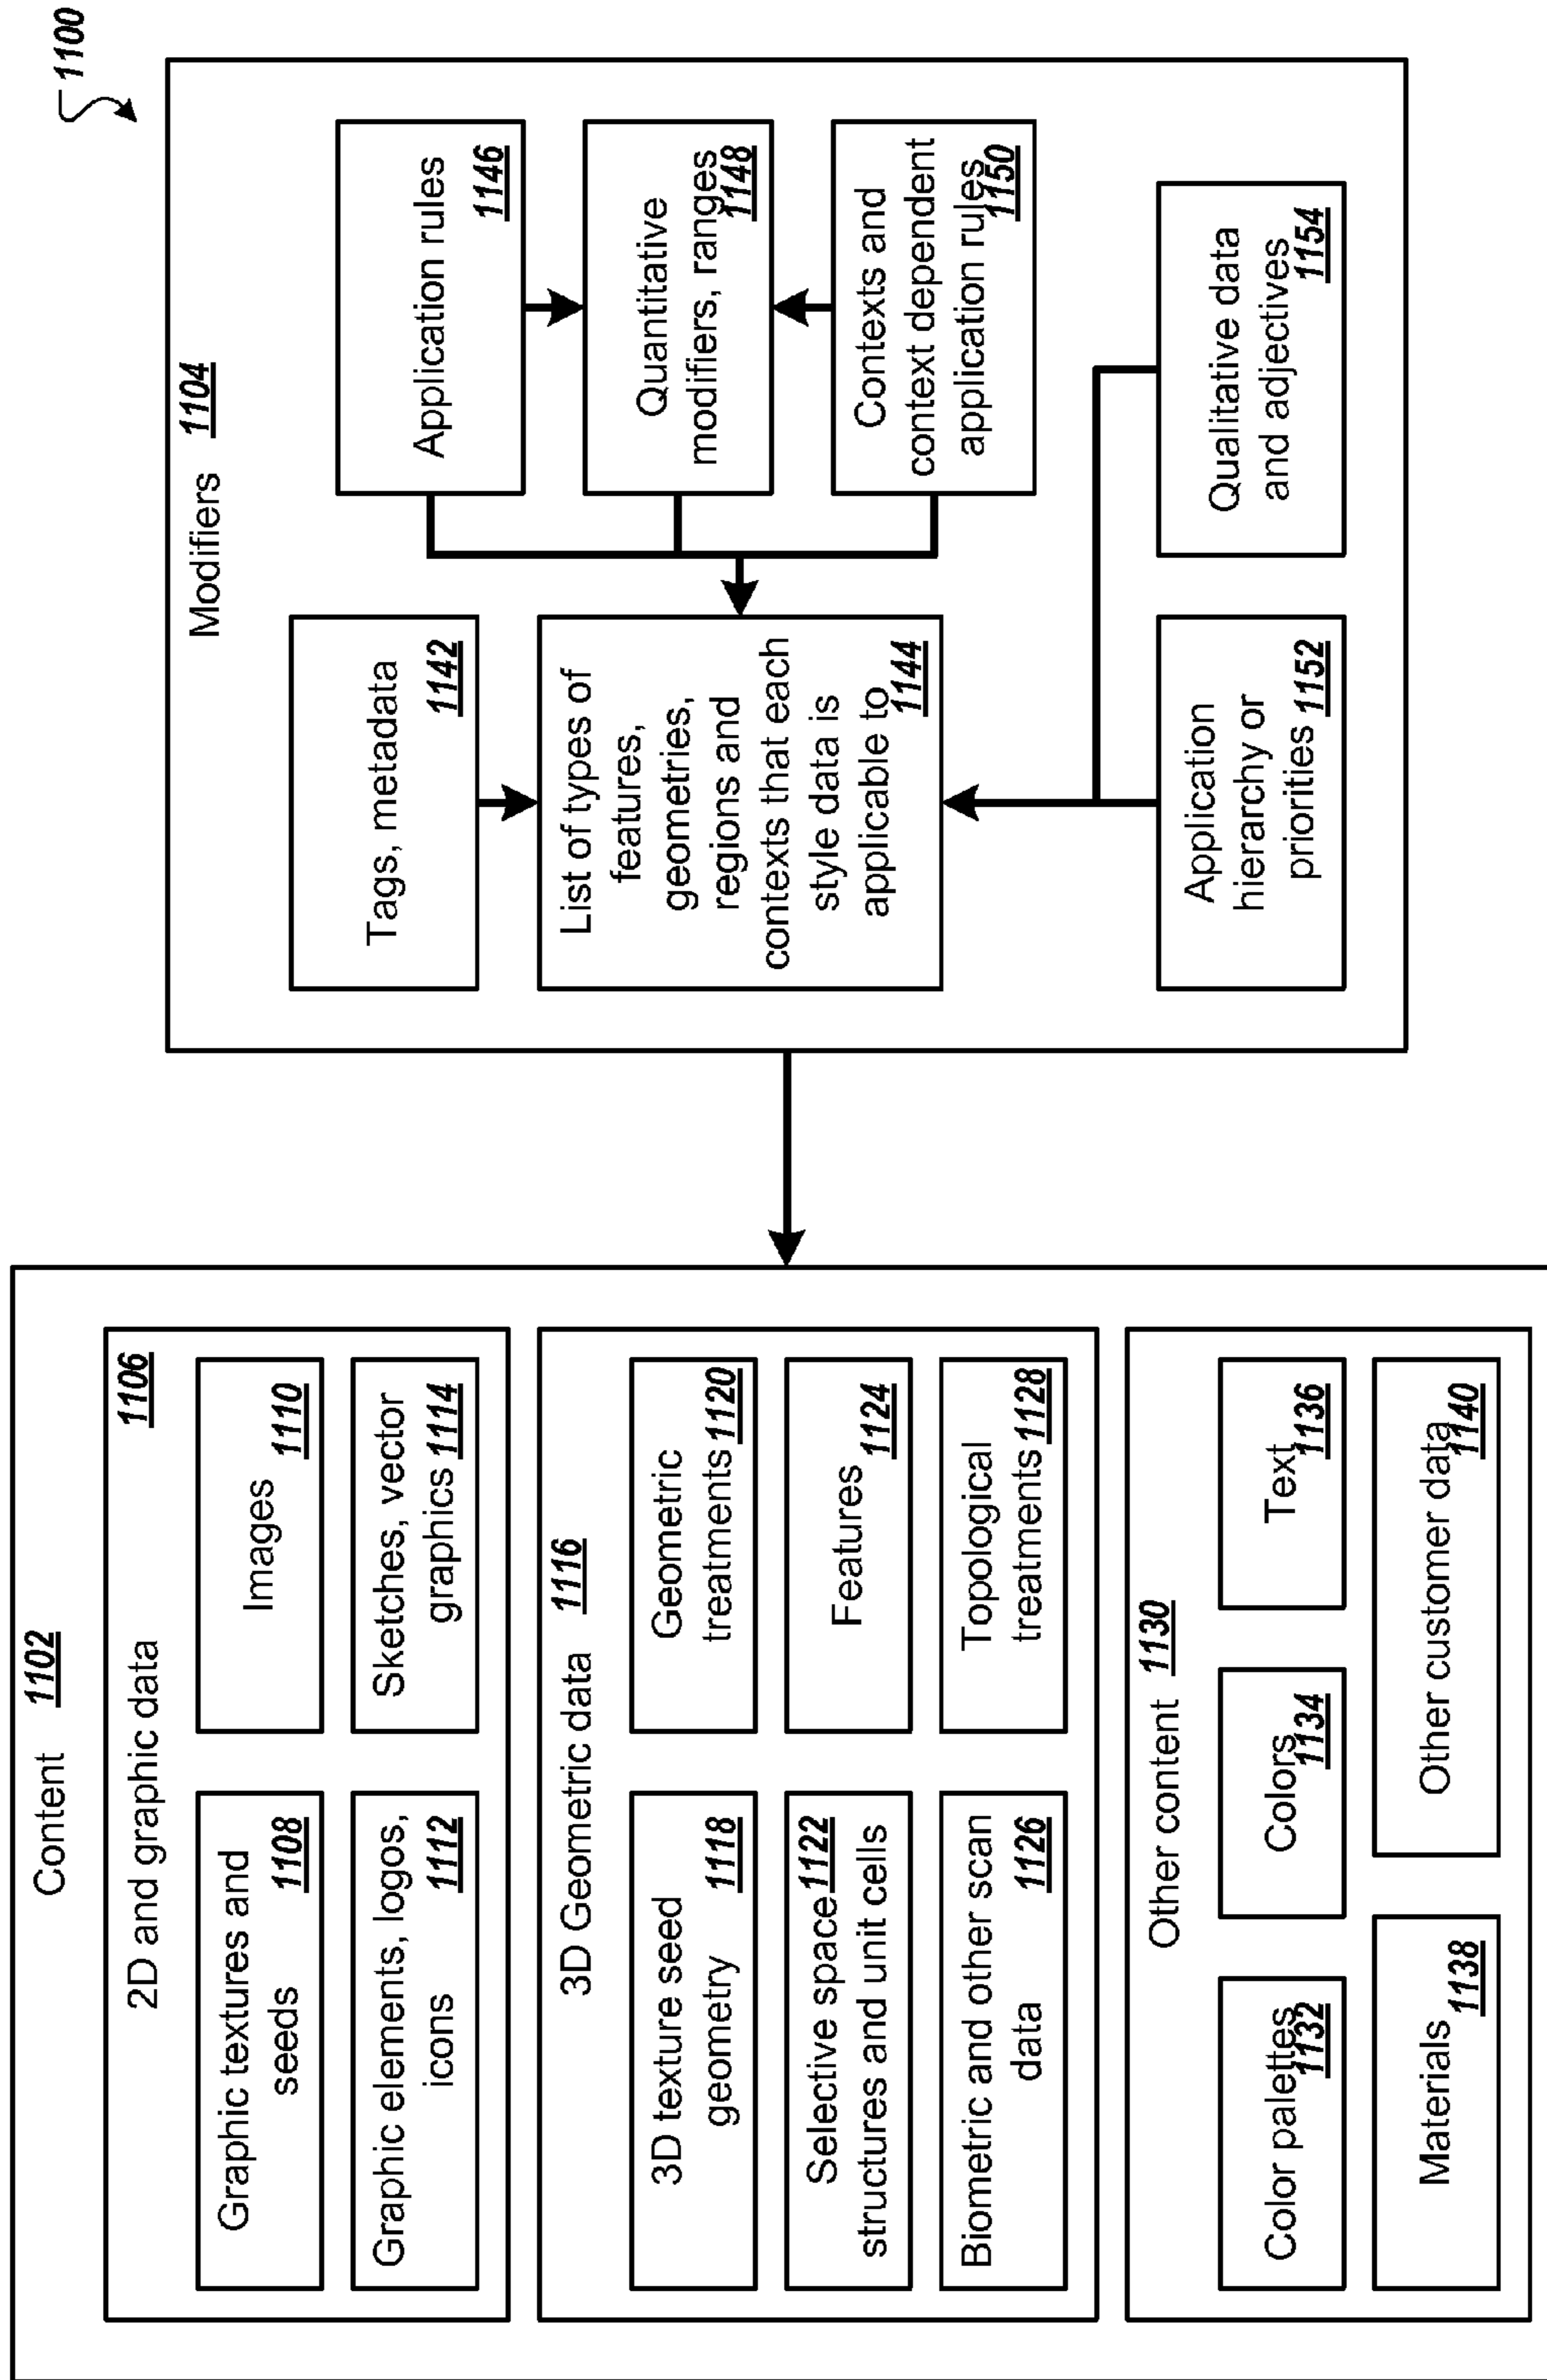 1100
Content 1102
2D and graphic data 1106
Graphic textures and
seeds 1108
Images
1110
Graphic elements, logos,
icons 1112
Sketches, vector
graphics 1114
3D Geometric data 1116
3D texture seed
geometry 1118
Geometric
treatments 1120
Selective space 1122
structures and unit cells
Features
1124
Biometric and other scan
data 1126
Topological
treatments 1128
Other content 1130
Color palettes
1132
Colors
1134
Text
1136
Materials
1138
Other customer data
1140
Modifiers 1104
Tags, metadata
1142
List of types of
features,
geometries,
regions and
contexts that each
style data is
applicable to
1144
Application rules
1146
Quantitative
modifiers, ranges
1148
Contexts and
context dependent
application rules
1150
Application
hierarchy or
priorities 1152
Qualitative data
and adjectives
1154